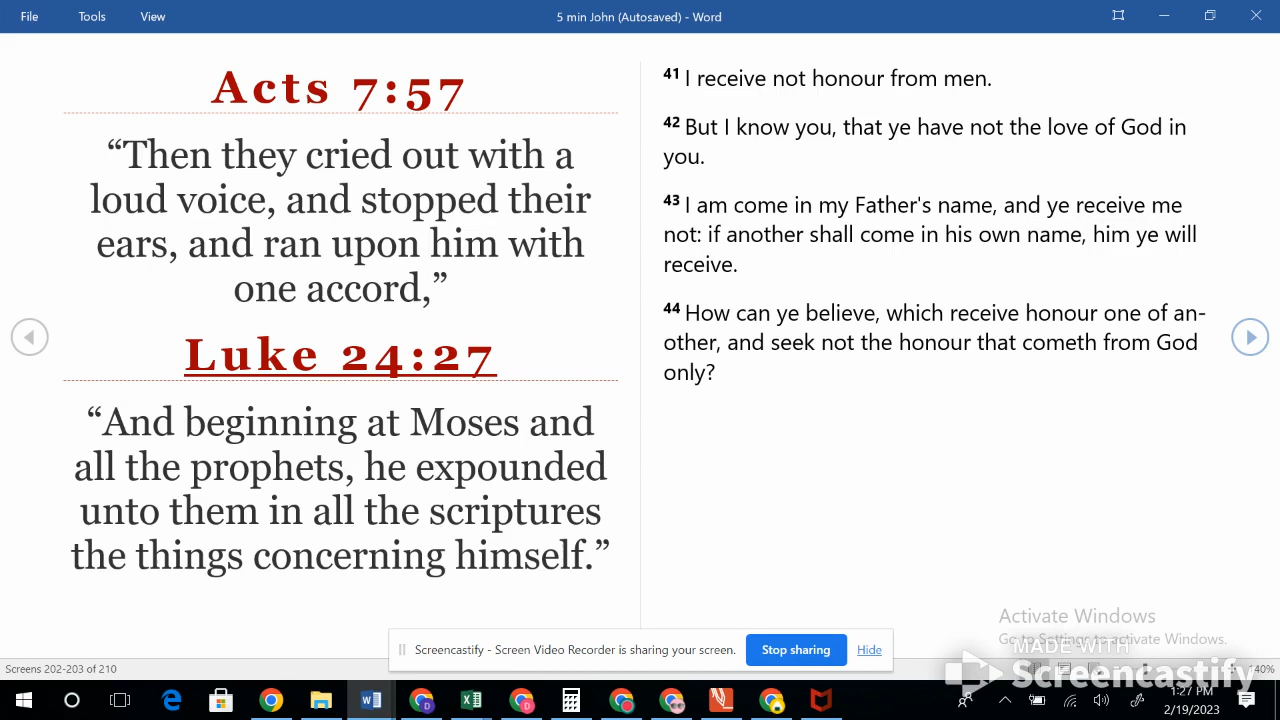 File Tools View
5 min John (Autosaved) - Word
Acts 7:57
“Then they cried out with a
loud voice, and stopped their
ears, and ran upon him with
one accord,”
Luke 24:27
“And beginning at Moses and
all the prophets, he expounded
unto them in all the scriptures
the things concerning himself.”
41 I receive not honour from men.
42 But I know you, that ye have not the love of God in
you.
43 I am come in my Father's name, and ye receive me
not: if another shall come in his own name, him ye will
receive.
44 How can ye believe, which receive honour one of an-
other, and seek not the honour that cometh from God
only?
Activate Windows
Go to Settings to activate Windows.
MADE WITH
Screencastify
Screencastify - Screen Video Recorder is sharing your screen. Stop sharing Hide
Screens 202-203 of 210
140%
1:27 PM
2/19/2023